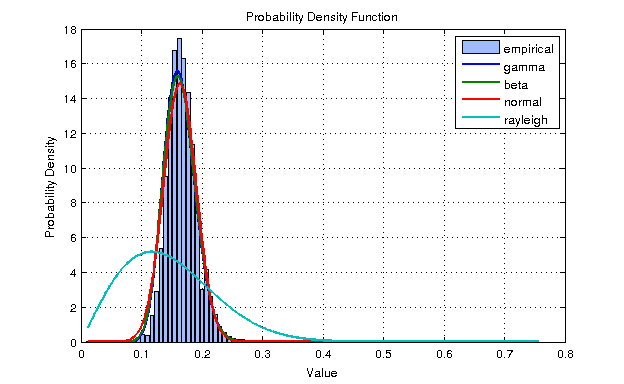 Probability Density Function
18
16
14
12
10
8
6
4
2
0
Probability Density
empirical
gamma
beta
normal
rayleigh
0 0.1 0.2 0.3 0.4 0.5 0.6 0.7 0.8
Value